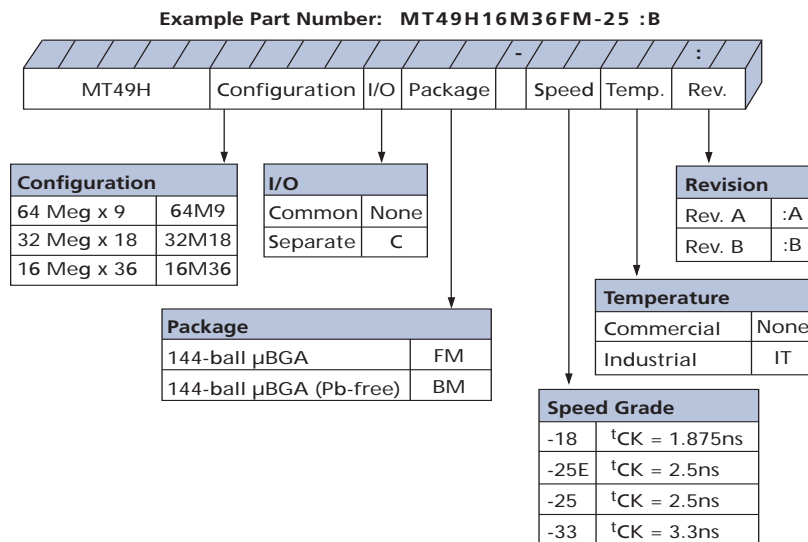 Example Part Number: MT49H16M36FM-25 :B
- :
MT49H Configuration I/O Package Speed Temp. Rev.
Configuration
64 Meg x 9 64M9
32 Meg x 18 32M18
16 Meg x 36 16M36
I/O
Common None
Separate C
Revision
Rev. A :A
Rev. B :B
Package
144-ball µBGA FM
144-ball µBGA (Pb-free) BM
Temperature
Commercial None
Industrial IT
Speed Grade
-18 tCK = 1.875ns
-25E tCK = 2.5ns
-25 tCK = 2.5ns
-33 tCK = 3.3ns